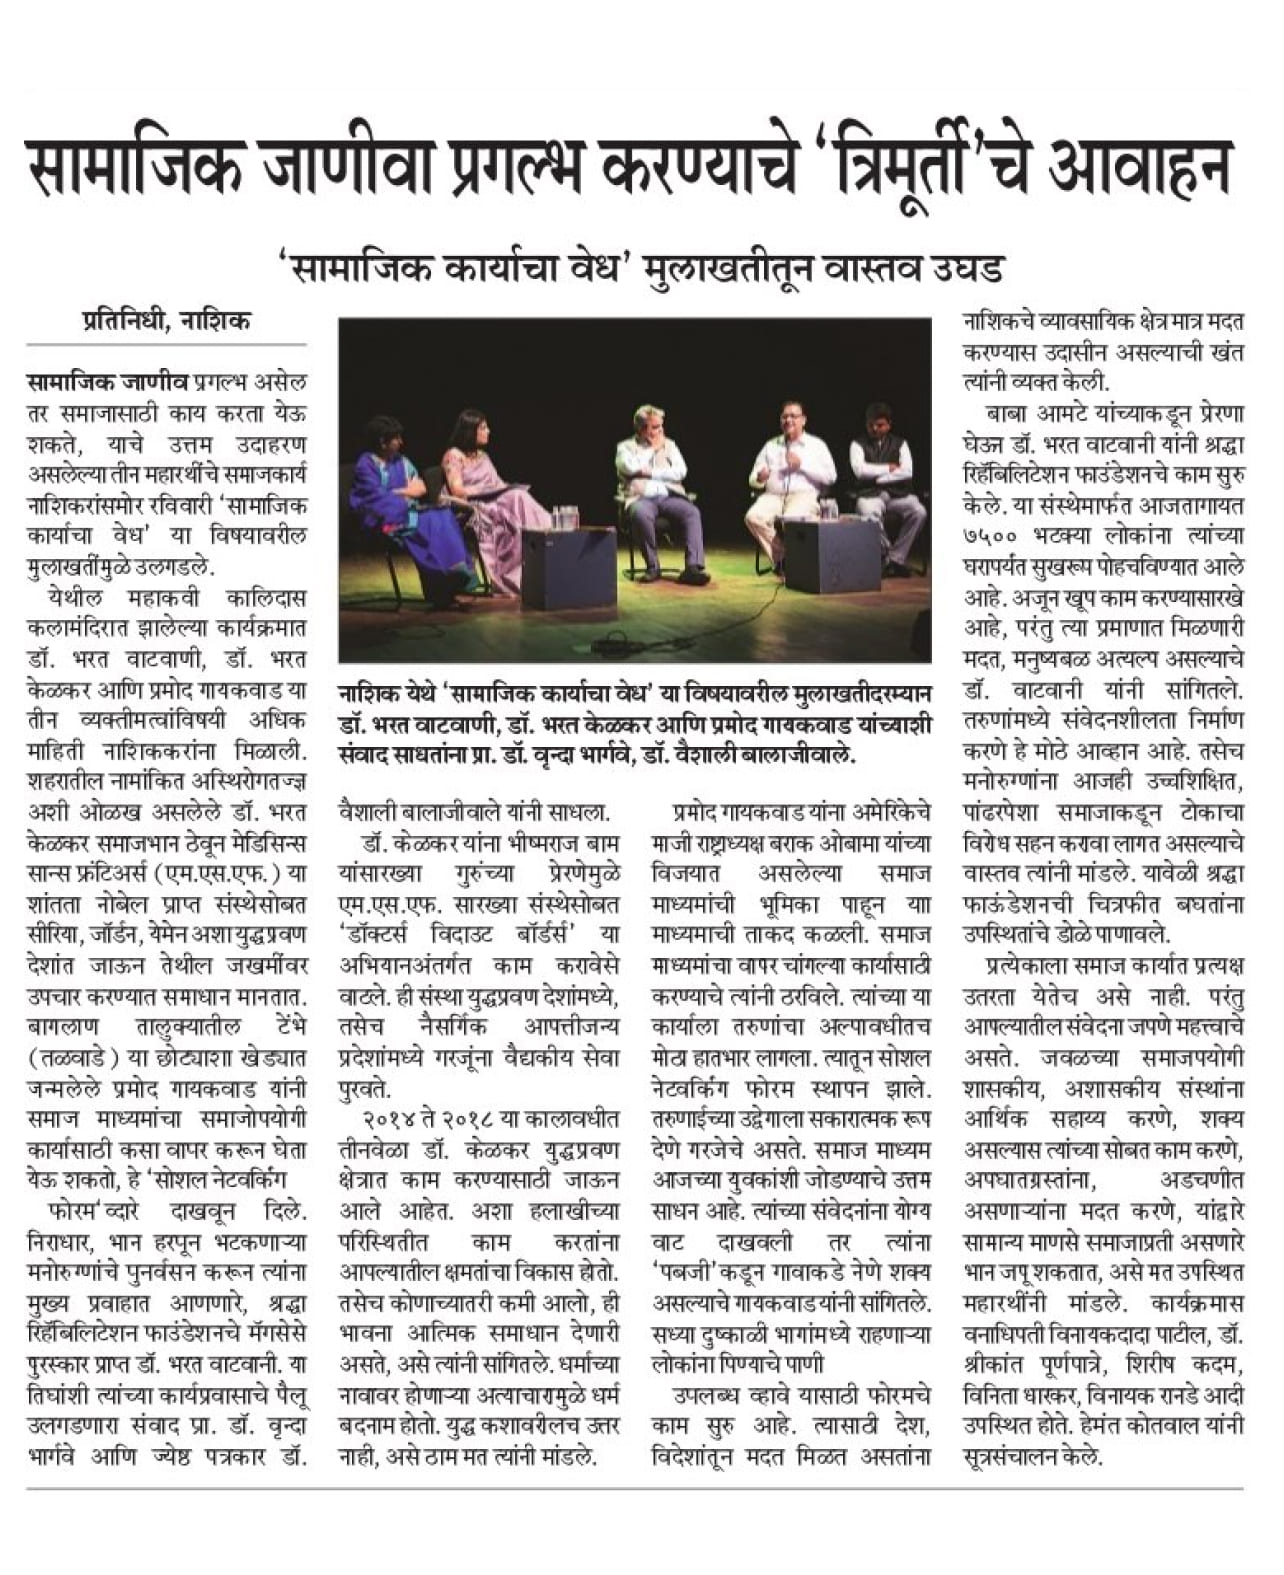 सामाजिक जाणीवा प्रगल्भ करण्याचे ‘त्रिमूर्ती’चे आवाहन
‘सामाजिक कार्याचा वेध’ मुलाखतीतून वास्तव उघड
प्रतिनिधी, नाशिक
सामाजिक जाणीव प्रगल्भ असेल
तर समाजासाठी काय करता येऊ
शकते, याचे उत्तम उदाहरण
असलेल्या तीन महारथींचे समाजकार्य
नाशिकरांसमोर रविवारी ‘सामाजिक
कार्याचा वेध’ या विषयावरील
मुलाखतींमुळे उलगडले.
येथील महाकवी कालिदास
कलामंदिरात झालेल्या कार्यक्रमात
डॉ. भरत वाटवाणी, डॉ. भरत
केळकर आणि प्रमोद गायकवाड या
तीन व्यक्तीमत्वांविषयी अधिक
माहिती नाशिककरांना मिळाली.
शहरातील नामांकित अस्थिरोगतज्ज्ञ
अशी ओळख असलेले डॉ. भरत
केळकर समाजभान ठेवून मेडिसिन्स
सान्स फ्रंटिअर्स (एम.एस.एफ.) या
शांतता नोबेल प्राप्त संस्थेसोबत
सीरिया, जॉर्डन, येमेन अशा युद्धप्रवण
देशांत जाऊन तेथील जखमींवर
उपचार करण्यात समाधान मानतात.
बागलाण तालुक्यातील टेंभे
(तळवाडे) या छोट्याशा खेड्यात
जन्मलेले प्रमोद गायकवाड यांनी
समाज माध्यमांचा समाजोपयोगी
कार्यासाठी कसा वापर करून घेता
येऊ शकतो, हे ‘सोशल नेटवर्किंग
फोरम‘व्दारे दाखवून दिले.
निराधार, भान हरपून भटकणाऱ्या
मनोरुग्णांचे पुनर्वसन करून त्यांना
मुख्य प्रवाहात आणणारे, श्रद्धा
रिहॅबिलिटेशन फाउंडेशनचे मॅगसेसे
पुरस्कार प्राप्त डॉ. भरत वाटवानी. या
तिघांशी त्यांच्या कार्यप्रवासाचे पैलू
उलगडणारा संवाद प्रा. डॉ. वृन्दा
भार्गवे आणि ज्येष्ठ पत्रकार डॉ.
नाशिक येथे ‘सामाजिक कार्याचा वेध’ या विषयावरील मुलाखतीदरम्यान
डॉ. भरत वाटवाणी, डॉ. भरत केळकर आणि प्रमोद गायकवाड यांच्याशी
संवाद साधतांना प्रा. डॉ. वृन्दा भार्गवे, डॉ. वैशाली बालाजीवाले.
वैशाली बालाजीवाले यांनी साधला.
डॉ. केळकर यांना भीष्मराज बाम
यांसारख्या गुरुंच्या प्रेरणेमुळे
एम.एस.एफ. सारख्या संस्थेसोबत
‘डॉक्टर्स विदाउट बॉर्डर्स’ या
अभियानअंतर्गत काम करावेसे
वाटले. ही संस्था युद्धप्रवण देशांमध्ये,
तसेच नैसर्गिक आपत्तीजन्य
प्रदेशांमध्ये गरजूंना वैद्यकीय सेवा
पुरवते.
२०१४ ते २०१८ या कालावधीत
तीनवेळा डॉ. केळकर युद्धप्रवण
क्षेत्रात काम करण्यासाठी जाऊन
आले आहेत. अशा हलाखीच्या
परिस्थितीत काम करतांना
आपल्यातील क्षमतांचा विकास होतो.
तसेच कोणाच्यातरी कमी आलो, ही
भावना आत्मिक समाधान देणारी
असते, असे त्यांनी सांगितले. धर्माच्या
नावावर होणाऱ्या अत्याचारामुळे धर्म
बदनाम होतो. युद्ध कशावरीलच उत्तर
नाही, असे ठाम मत त्यांनी मांडले.
प्रमोद गायकवाड यांना अमेरिकेचे
माजी राष्ट्राध्यक्ष बराक ओबामा यांच्या
विजयात असलेल्या समाज
माध्यमांची भूमिका पाहून याा
माध्यमाची ताकद कळली. समाज
माध्यमांचा वापर चांगल्या कार्यासाठी
करण्याचे त्यांनी ठरविले. त्यांच्या या
कार्याला तरुणांचा अल्पावधीतच
मोठा हातभार लागला. त्यातून सोशल
नेटवर्किंग फोरम स्थापन झाले.
तरुणाईच्या उद्वेगाला सकारात्मक रूप
देणे गरजेचे असते. समाज माध्यम
आजच्या युवकांशी जोडण्याचे उत्तम
साधन आहे. त्यांच्या संवेदनांना योग्य
वाट दाखवली तर त्यांना
‘पबजी’कडून गावाकडे नेणे शक्य
असल्याचे गायकवाड यांनी सांगितले.
सध्या दुष्काळी भागांमध्ये राहणाऱ्या
लोकांना पिण्याचे पाणी
उपलब्ध व्हावे यासाठी फोरमचे
काम सुरु आहे. त्यासाठी देश,
विदेशांतून मदत मिळत असतांना
नाशिकचे व्यावसायिक क्षेत्र मात्र मदत
करण्यास उदासीन असल्याची खंत
त्यांनी व्यक्त केली.
बाबा आमटे यांच्याकडून प्रेरणा
घेऊन डॉ. भरत वाटवानी यांनी श्रद्धा
रिहॅबिलिटेशन फाउंडेशनचे काम सुरु
केले. या संस्थेमार्फत आजतागायत
७५०० भटक्या लोकांना त्यांच्या
घरापर्यंत सुखरूप पोहचविण्यात आले
आहे. अजून खूप काम करण्यासारखे
आहे, परंतु त्या प्रमाणात मिळणारी
मदत, मनुष्यबळ अत्यल्प असल्याचे
डॉ. वाटवानी यांनी सांगितले.
तरुणांमध्ये संवेदनशीलता निर्माण
करणे हे मोठे आव्हान आहे. तसेच
मनोरुग्णांना आजही उच्चशिक्षित,
पांढरपेशा समाजाकडून टोकाचा
विरोध सहन करावा लागत असल्याचे
वास्तव त्यांनी मांडले. यावेळी श्रद्धा
फाऊंडेशनची चित्रफीत बघतांना
उपस्थितांचे डोळे पाणावले.
प्रत्येकाला समाज कार्यात प्रत्यक्ष
उतरता येतेच असे नाही. परंतु
आपल्यातील संवेदना जपणे महत्त्वाचे
असते. जवळच्या समाजपयोगी
शासकीय, अशासकीय संस्थांना
आर्थिक सहाय्य करणे, शक्य
असल्यास त्यांच्या सोबत काम करणे,
अपघातग्रस्तांना, अडचणीत
असणाऱ्यांना मदत करणे, यांद्वारे
सामान्य माणसे समाजाप्रती असणारे
भान जपू शकतात, असे मत उपस्थित
महारथींनी मांडले. कार्यक्रमास
वनाधिपती विनायकदादा पाटील, डॉ.
श्रीकांत पूर्णपात्रे, शिरीष कदम,
विनिता धारकर, विनायक रानडे आदी
उपस्थित होते. हेमंत कोतवाल यांनी
सूत्रसंचालन केले.